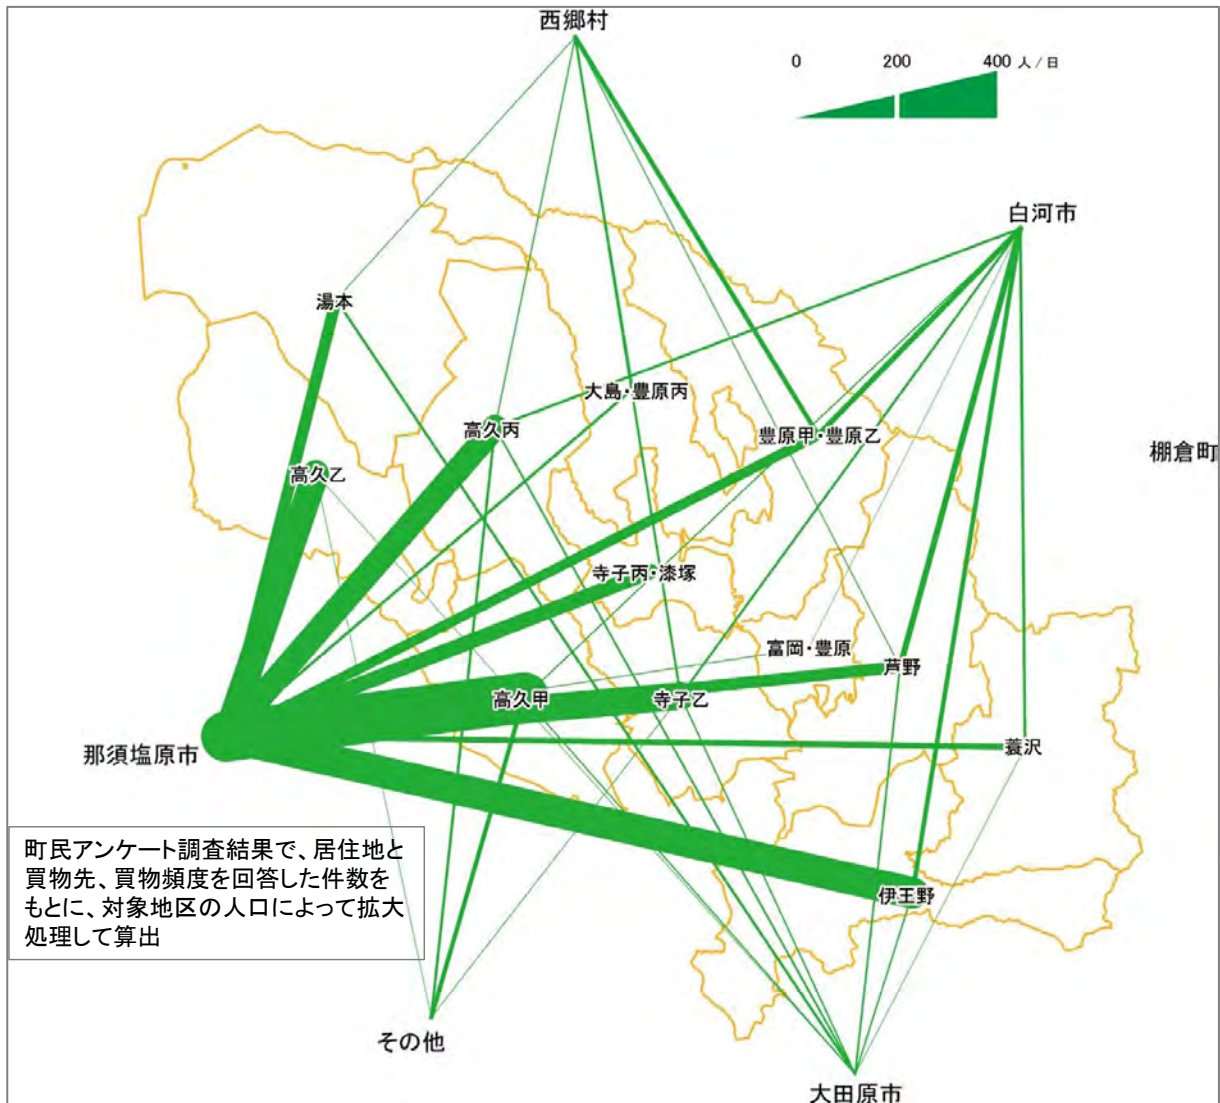 西郷村
0 200 400 人／日
白河市
湯本
大島・豊原丙
高久丙
豊原甲・豊原乙
棚倉町
高久乙
寺子丙・漆塚
富岡・豊原
芦野
高久甲
寺子乙
那須塩原市
蓑沢
町民アンケート調査結果で、居住地と
買物先、買物頻度を回答した件数を
もとに、対象地区の人口によって拡大
処理して算出
伊王野
その他
大田原市